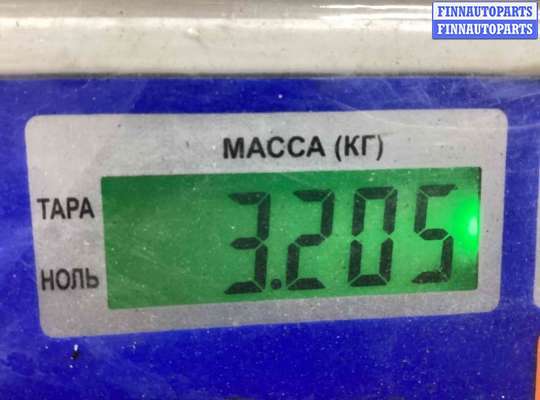 FINNAUTOPARTS
FINNAUTOPARTS
МАССА (КГ)
ТАРА
3.205
НОЛЬ